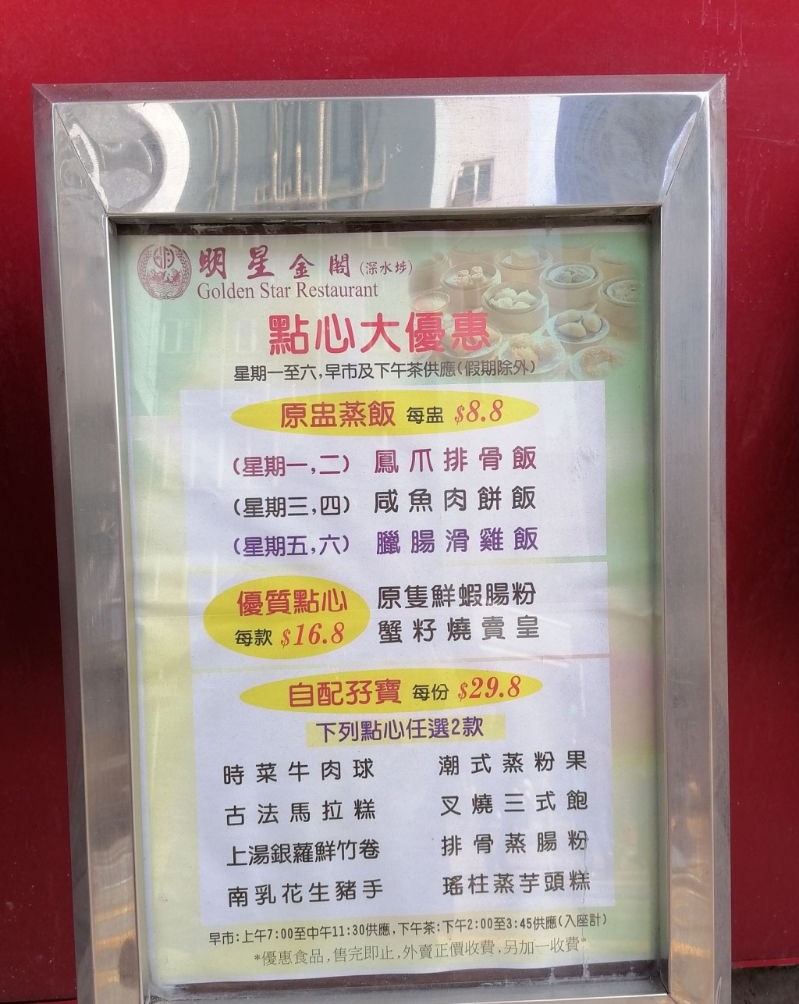 明星金閣(深水埗)
Golden Star Restaurant
點心大優惠
星期一至六,早市及下午茶供應(假期除外)
原盅蒸飯 每盅 $8.8
(星期一,二) 鳳爪排骨飯
(星期三,四) 咸魚肉餅飯
(星期五,六) 臘腸滑雞飯
優質點心
每款 $16.8
原隻鮮蝦腸粉
蟹籽燒賣皇
自配孖寶 每份 $29.8
下列點心任選2款
時菜牛肉球 潮式蒸粉果
古法馬拉糕 叉燒三式飽
上湯銀蘿鮮竹卷 排骨蒸腸粉
南乳花生豬手 瑤柱蒸芋頭糕
早市:上午7:00至中午11:30供應,下午茶:下午2:00至3:45供應(入座計)
*優惠食品,售完即止,外賣正價收費,另加一收費*